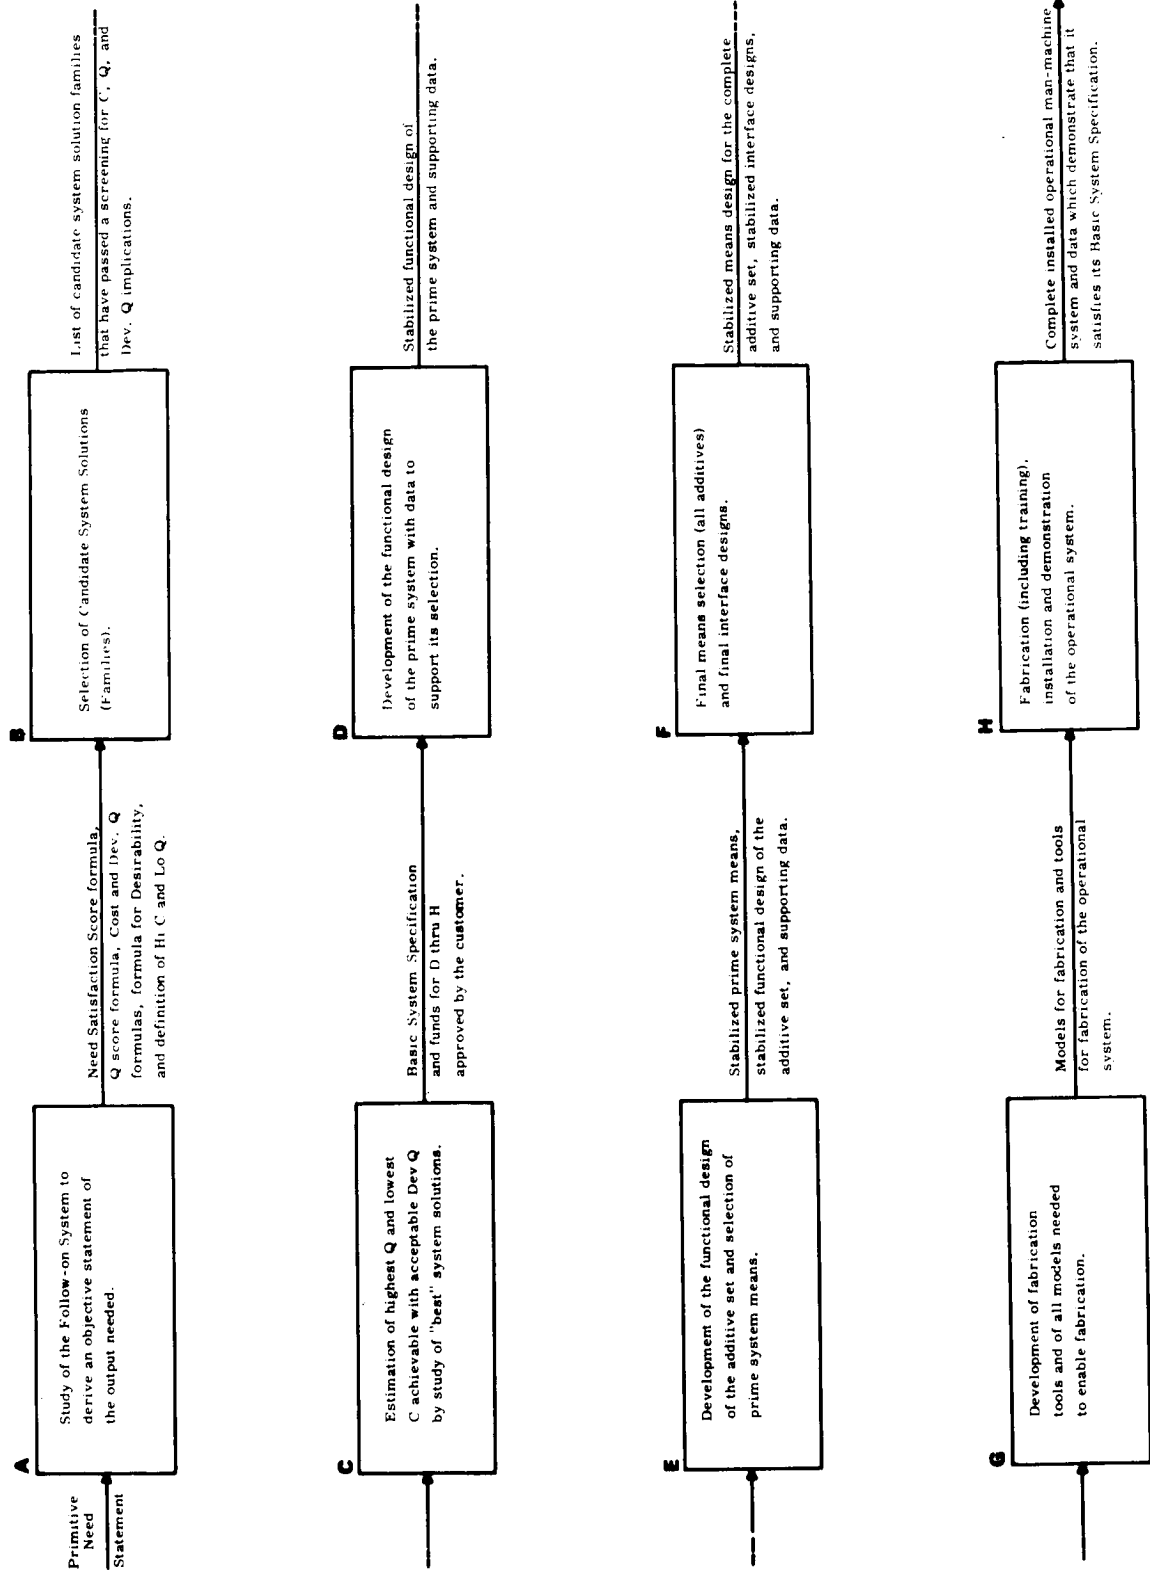 Primitive
Need
Statement
A
Study of the Follow-on System to
derive an objective statement of
the output needed.
Need Satisfaction Score formula,
Q score formula, Cost and Dev. Q
formulas, formula for Desirability,
and definition of Hi C and Lo Q.
B
Selection of Candidate System Solutions
(Families).
List of candidate system solution families
that have passed a screening for C, Q, and
Dev. Q implications.
C
Estimation of highest Q and lowest
C achievable with acceptable Dev Q
by study of "best" system solutions.
Basic System Specification
and funds for D thru H
approved by the customer.
D
Development of the functional design
of the prime system with data to
support its selection.
Stabilized functional design of
the prime system and supporting data.
E
Development of the functional design
of the additive set and selection of
prime system means.
Stabilized prime system means,
stabilized functional design of the
additive set, and supporting data.
F
Final means selection (all additives)
and final interface designs.
Stabilized means design for the complete
additive set, stabilized interface designs,
and supporting data.
G
Development of fabrication
tools and of all models needed
to enable fabrication.
Models for fabrication and tools
for fabrication of the operational
system.
H
Fabrication (including training),
installation and demonstration
of the operational system.
Complete installed operational man-machine
system and data which demonstrate that it
satisfies its Basic System Specification.